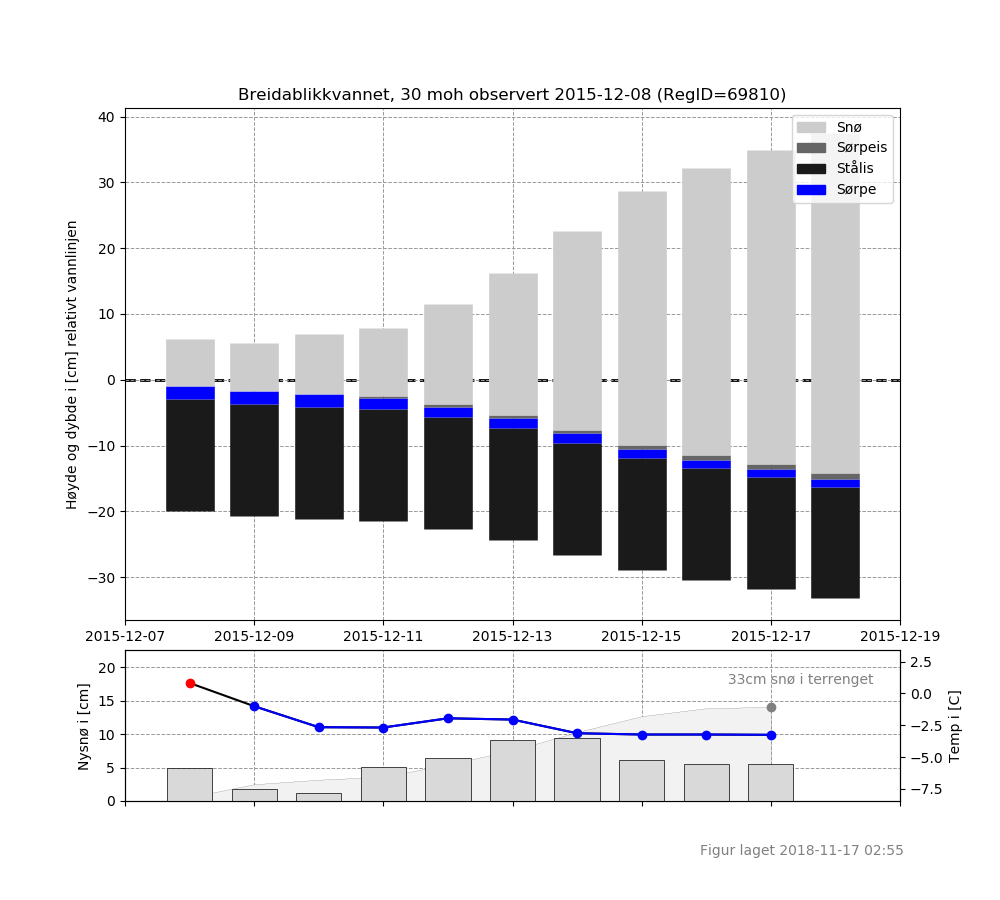 Breidablikkvannet, 30 moh observert 2015-12-08 (RegID=69810)
Høyde og dybde i [cm] relativt vannlinjen
40
30
20
10
0
−10
−20
−30
Snø
Sørpeis
Stålis
Sørpe
2015-12-07 2015-12-09 2015-12-11 2015-12-13 2015-12-15 2015-12-17 2015-12-19
Nysnø i [cm]
20
15
10
5
0
33cm snø i terrenget
2.5
0.0
−2.5
−5.0
−7.5
Temp i [C]
Figur laget 2018-11-17 02:55